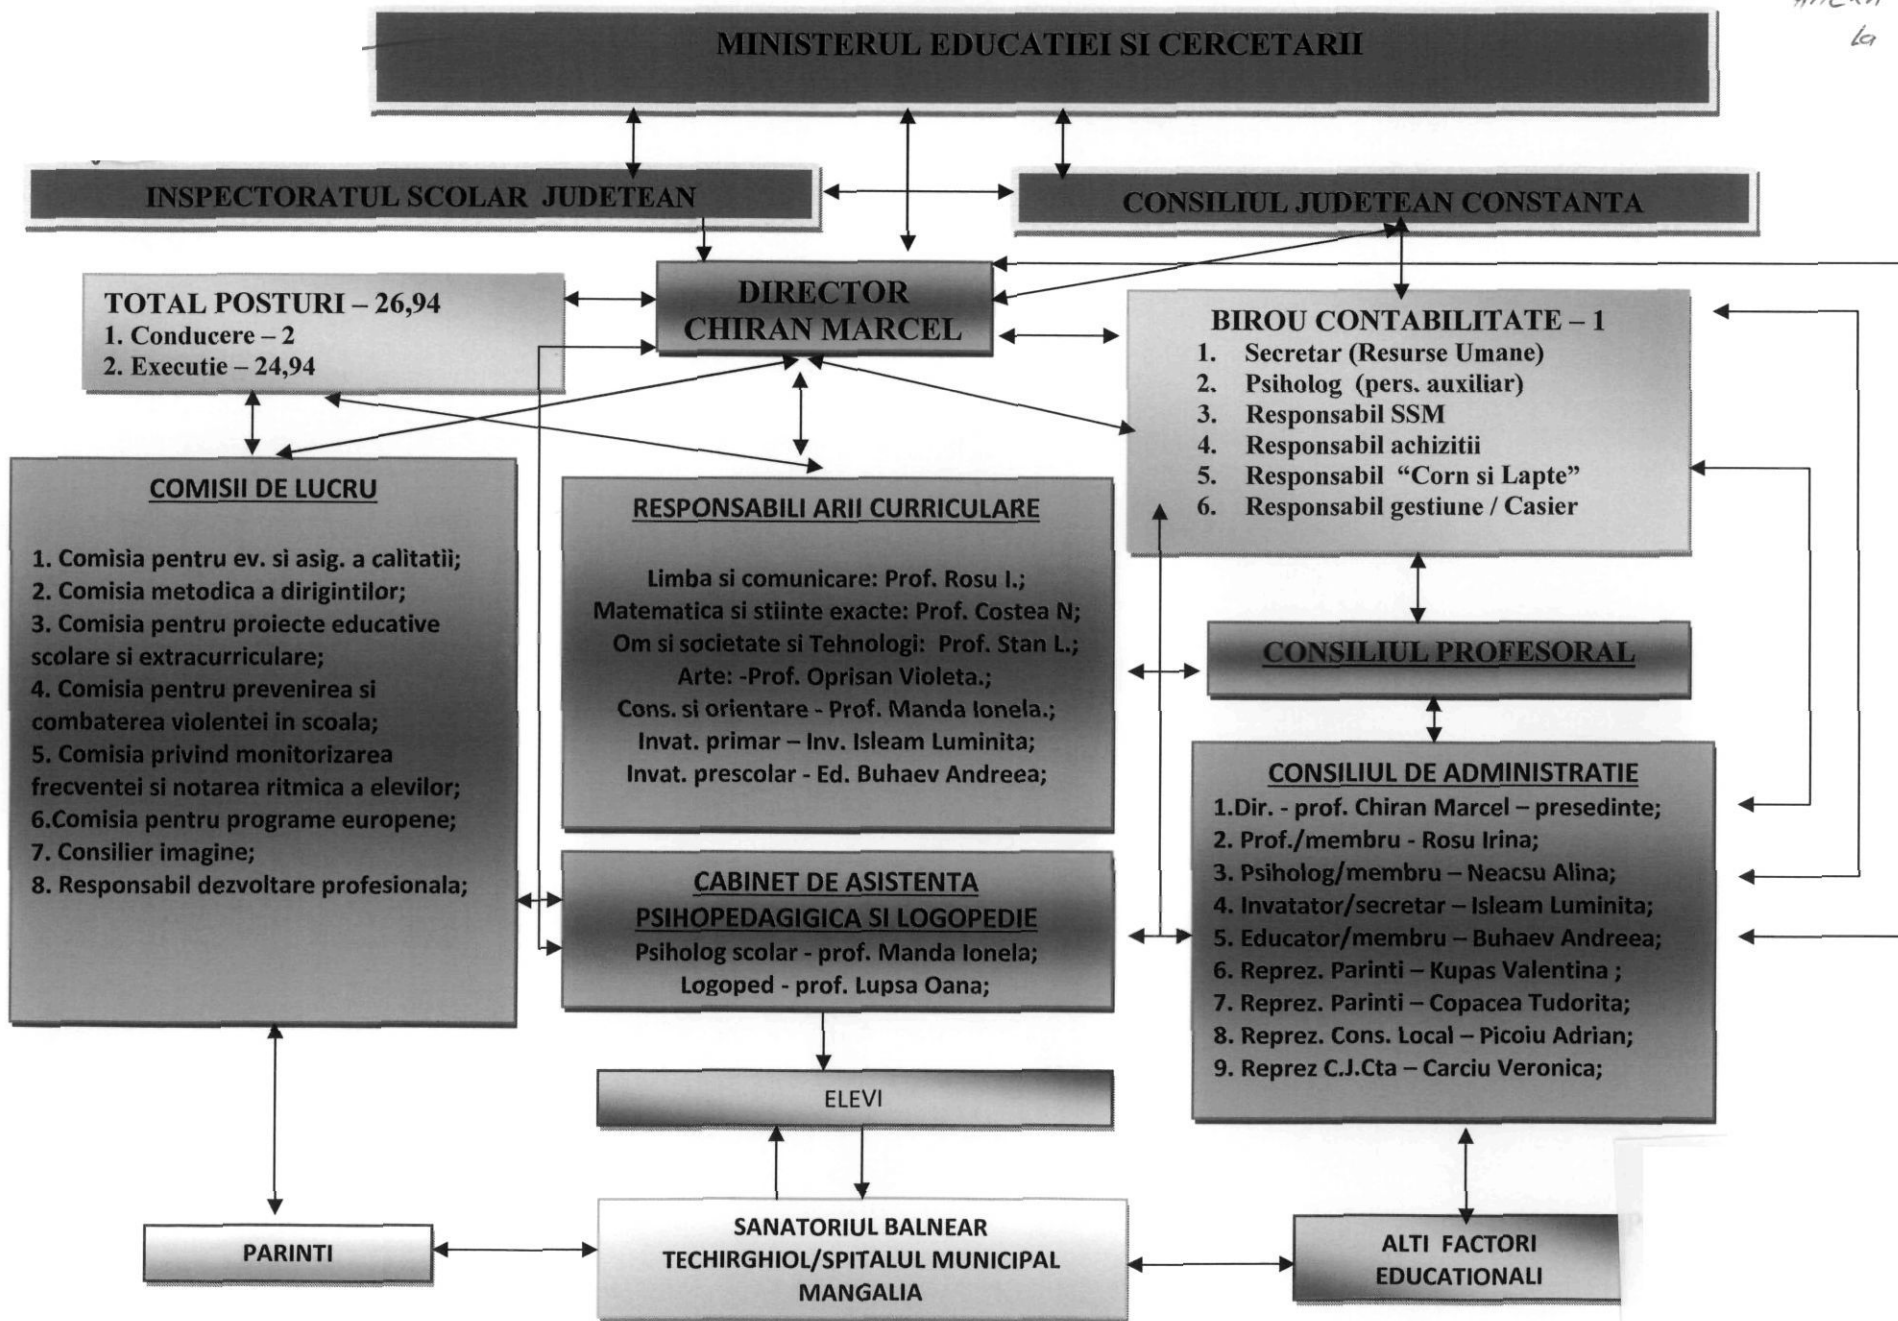 la
MINISTERUL EDUCATIEI SI CERCETARII
INSPECTORATUL SCOLAR JUDETEAN
CONSILIUL JUDETEAN CONSTANTA
TOTAL POSTURI – 26,94
1. Conducere – 2
2. Executie – 24,94
DIRECTOR
CHIRAN MARCEL
BIROU CONTABILITATE – 1
1. Secretar (Resurse Umane)
2. Psiholog (pers. auxiliar)
3. Responsabil SSM
4. Responsabil achizitii
5. Responsabil “Corn si Lapte”
6. Responsabil gestiune / Casier
COMISII DE LUCRU
1. Comisia pentru ev. si asig. a calitatii;
2. Comisia metodica a dirigintilor;
3. Comisia pentru proiecte educative
scolare si extracurriculare;
4. Comisia pentru prevenirea si
combaterea violentei in scoala;
5. Comisia privind monitorizarea
frecventei si notarea ritmica a elevilor;
6.Comisia pentru programe europene;
7. Consilier imagine;
8. Responsabil dezvoltare profesionala;
RESPONSABILI ARII CURRICULARE
Limba si comunicare: Prof. Rosu I.;
Matematica si stiinte exacte: Prof. Costea N;
Om si societate si Tehnologi: Prof. Stan L.;
Arte: -Prof. Oprisan Violeta.;
Cons. si orientare - Prof. Manda Ionela.;
Invat. primar – Inv. Isleam Luminita;
Invat. prescolar - Ed. Buhaev Andreea;
CONSILIUL PROFESORAL
CONSILIUL DE ADMINISTRATIE
1.Dir. - prof. Chiran Marcel – presedinte;
2. Prof./membru - Rosu Irina;
3. Psiholog/membru – Neacsu Alina;
4. Invatator/secretar – Isleam Luminita;
5. Educator/membru – Buhaev Andreea;
6. Reprez. Parinti – Kupas Valentina ;
7. Reprez. Parinti – Copacea Tudorita;
8. Reprez. Cons. Local – Picoiu Adrian;
9. Reprez C.J.Cta – Carciu Veronica;
CABINET DE ASISTENTA
PSIHOPEDAGIGICA SI LOGOPEDIE
Psiholog scolar - prof. Manda Ionela;
Logoped - prof. Lupsa Oana;
ELEVI
PARINTI
SANATORIUL BALNEAR
TECHIRGHIOL/SPITALUL MUNICIPAL
MANGALIA
ALTI FACTORI
EDUCATIONALI